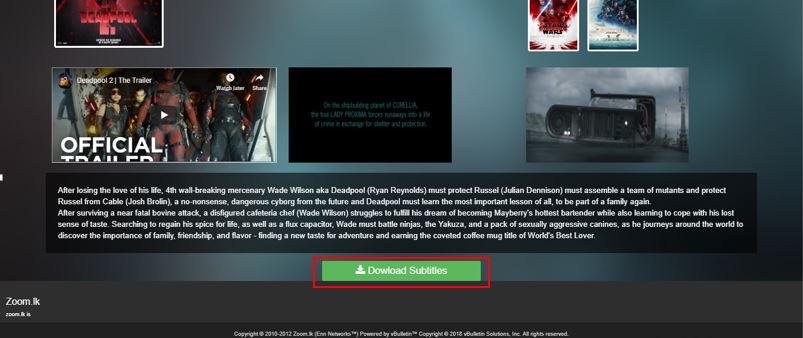 DEADPOOL
STAR WARS
Deadpool 2 | The Trailer
Watch later
Share
OFFICIAL
TRAILER
On the shipbuilding planet of CORELLIA,
the foul LADY PROXIMA forces runaways into a life
of crime in exchange for shelter and protection.
After losing the love of his life, 4th wall-breaking mercenary Wade Wilson aka Deadpool (Ryan Reynolds) must protect Russel (Julian Dennison) must assemble a team of mutants and protect
Russel from Cable (Josh Brolin), a no-nonsense, dangerous cyborg from the future and Deadpool must learn the most important lesson of all, to be part of a family again.
After surviving a near fatal bovine attack, a disfigured cafeteria chef (Wade Wilson) struggles to fulfill his dream of becoming Mayberry's hottest bartender while also learning to cope with his lost
sense of taste. Searching to regain his spice for life, as well as a flux capacitor, Wade must battle ninjas, the Yakuza, and a pack of sexually aggressive canines, as he journeys around the world to
discover the importance of family, friendship, and flavor - finding a new taste for adventure and earning the coveted coffee mug title of World's Best Lover.
Dowload Subtitles
Zoom.lk
zoom.lk is
Copyright © 2010-2012 Zoom.lk (Enn Networks™) Powered by vBulletin™ Copyright © 2018 vBulletin Solutions, Inc. All rights reserved.